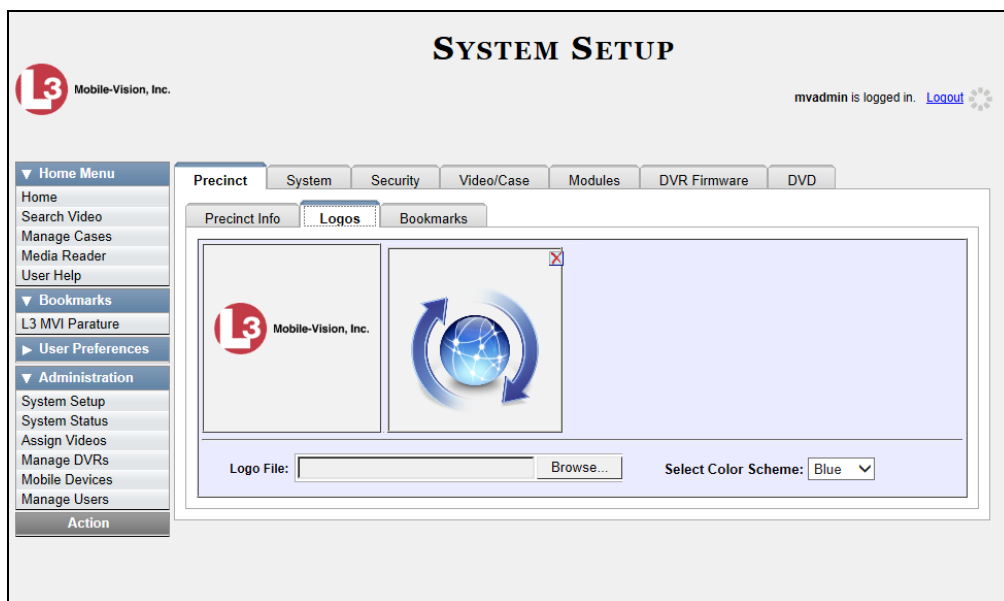 SYSTEM SETUP
L3 Mobile-Vision, Inc.
mvadmin is logged in. Logout
▼ Home Menu
Home
Search Video
Manage Cases
Media Reader
User Help
▼ Bookmarks
L3 MVI Parature
▶ User Preferences
▼ Administration
System Setup
System Status
Assign Videos
Manage DVRs
Mobile Devices
Manage Users
Action
Precinct System Security Video/Case Modules DVR Firmware DVD
Precinct Info Logos Bookmarks
L3 Mobile-Vision, Inc.
Logo File: Browse... Select Color Scheme: Blue